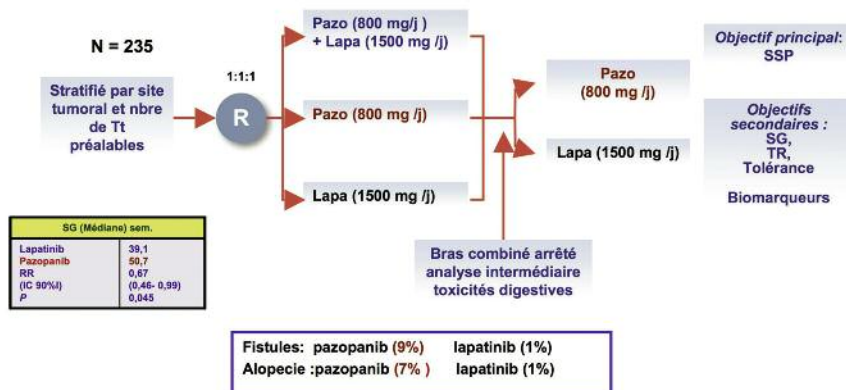 N = 235
Stratifié par site
tumoral et nbre
de Tt
préalables
1:1:1
R
Pazo (800 mg/j )
+ Lapa (1500 mg /j)
Pazo (800 mg /j)
Lapa (1500 mg /j)
Pazo
(800 mg /j)
Lapa (1500 mg /j)
Objectif principal:
SSP
Objectifs
secondaires :
SG,
TR,
Tolérance
Biomarqueurs
Bras combiné arrêté
analyse intermédiaire
toxicités digestives
SG (Médiane) sem.
Lapatinib 39,1
Pazopanib 50,7
RR 0,67
(IC 90%I) (0,46- 0,99)
P 0,045
Fistules: pazopanib (9%) lapatinib (1%)
Alopecie :pazopanib (7% ) lapatinib (1%)